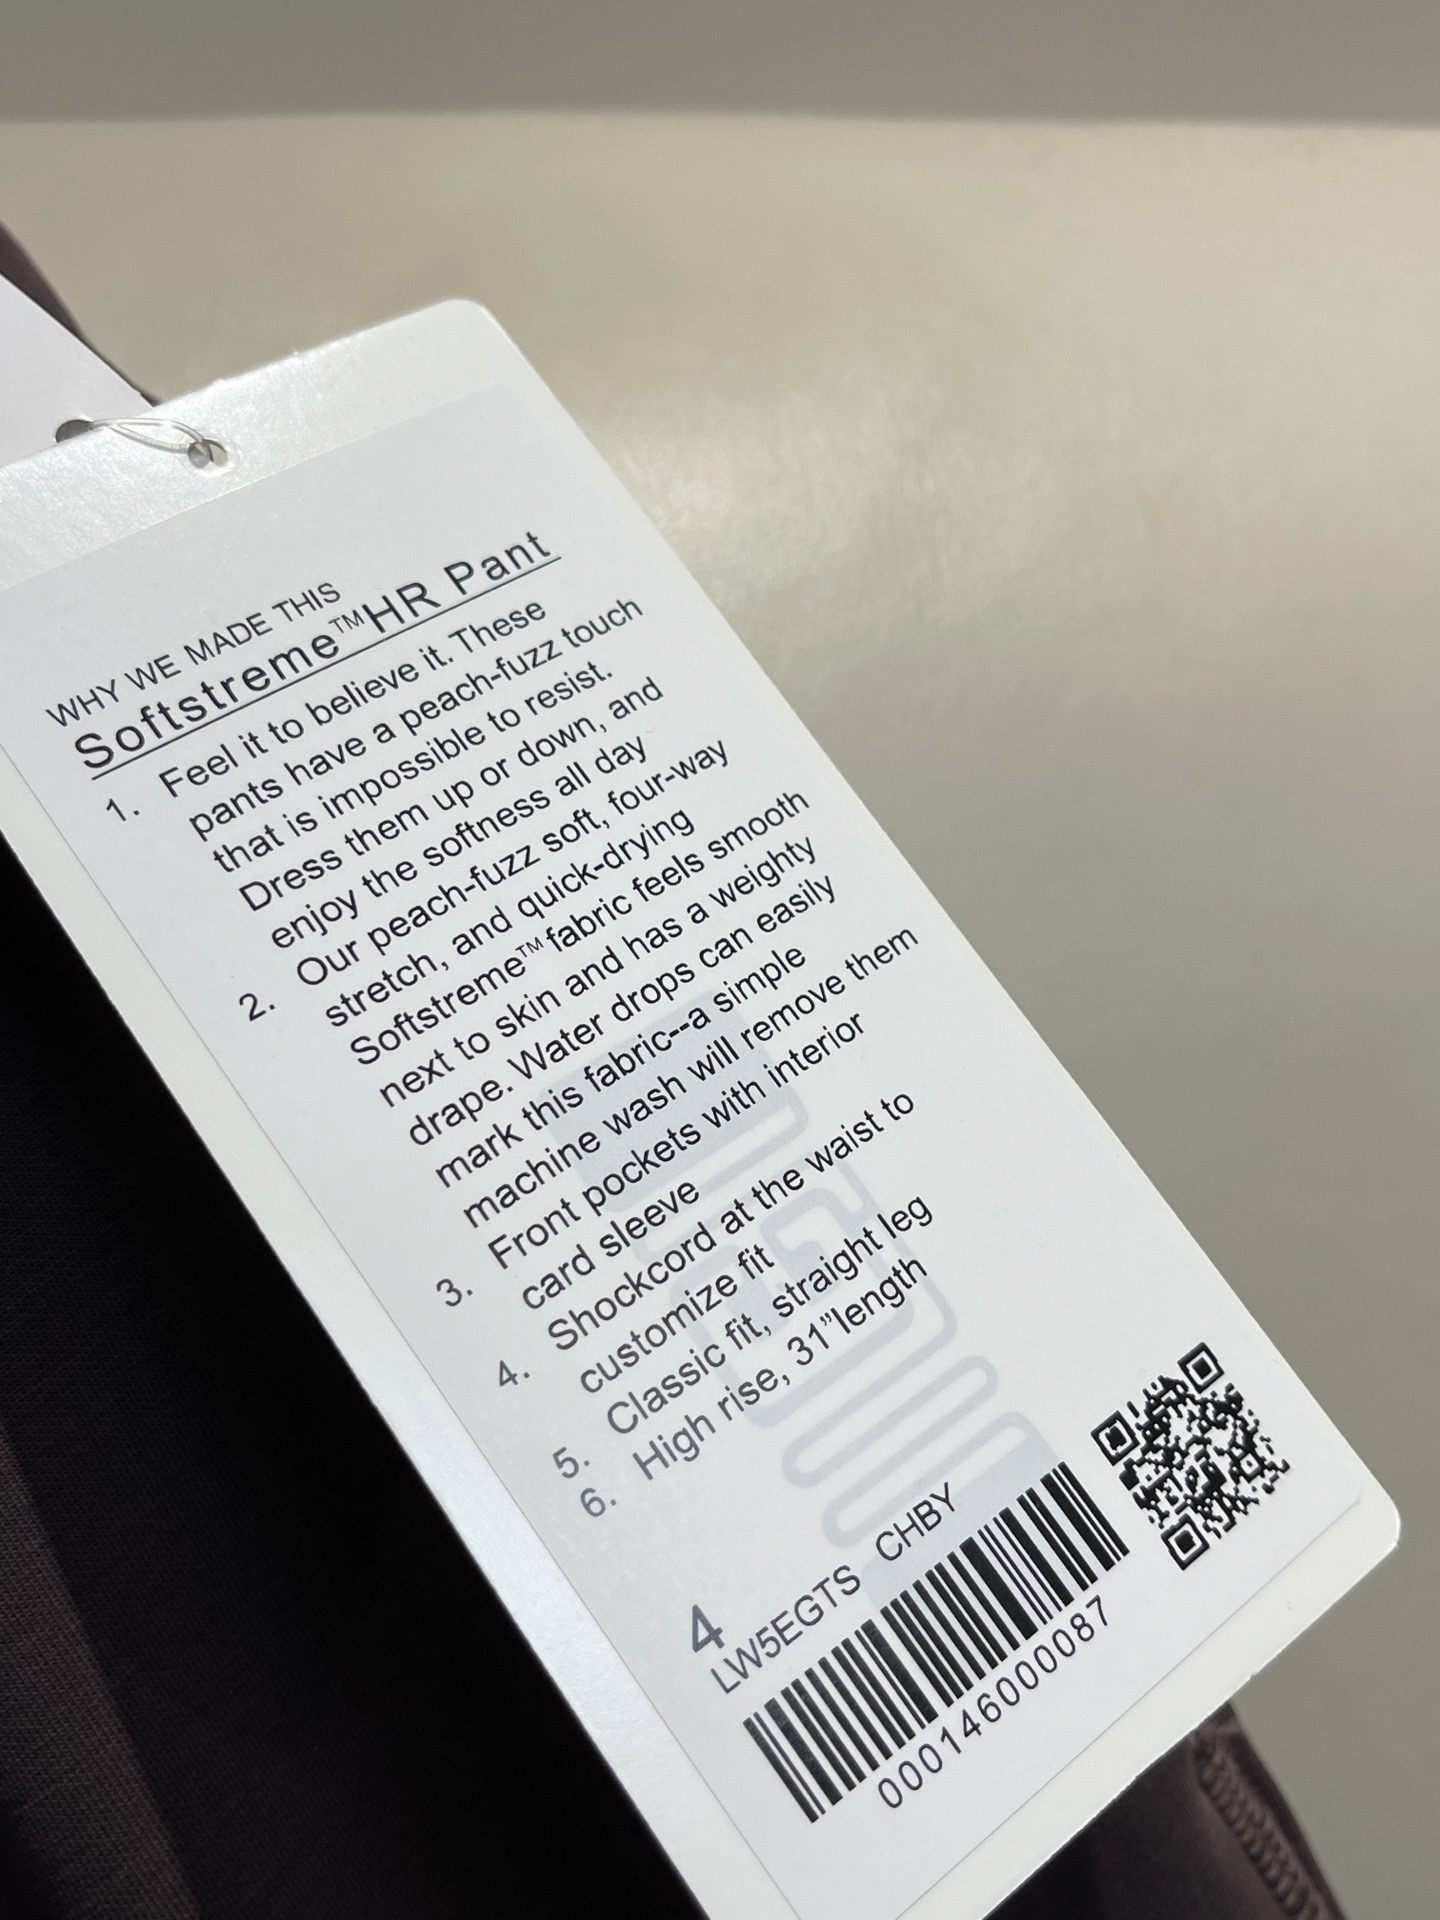 WHY WE MADE THIS
Softstreme™HR Pant
1. Feel it to believe it. These
pants have a peach-fuzz touch
that is impossible to resist.
Dress them up or down, and
enjoy the softness all day
2. Our peach-fuzz soft, four-way
stretch, and quick-drying
Softstreme™ fabric feels smooth
next to skin and has a weighty
drape. Water drops can easily
mark this fabric--a simple
machine wash will remove them
3. Front pockets with interior
card sleeve
4. Shockcord at the waist to
customize fit
5. Classic fit, straight leg
6. High rise, 31”length
4
LW5EGTS CHBY
000146000087